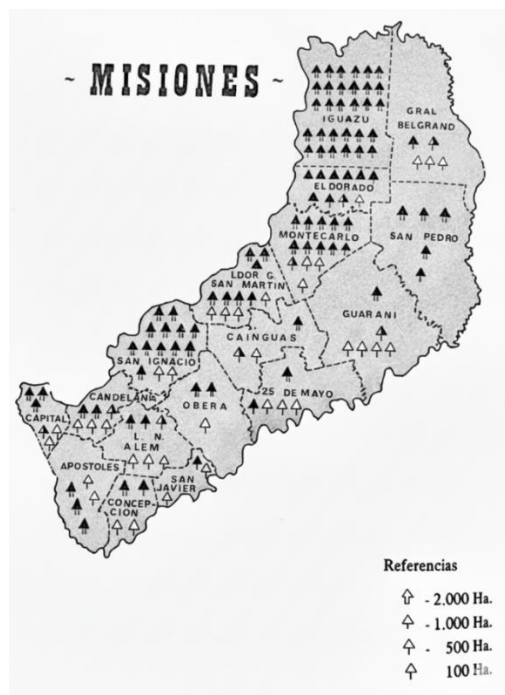 ~ MISIONES ~
IGUAZU
GRAL
BELGRAND
ELDORADO
MONTECARLO
SAN PEDRO
LDOR G.
SAN MARTIN
GUARANI
CAINGUAS
SAN IGNACIO
25 DE MAYO
CANDELARIA
OBERA
CAPITAL
L. N.
ALEM
APOSTOLES
SAN
JAVIER
CONCEP-
CION
Referencias
- 2.000 Ha.
- 1.000 Ha.
- 500 Ha.
100 Ha.